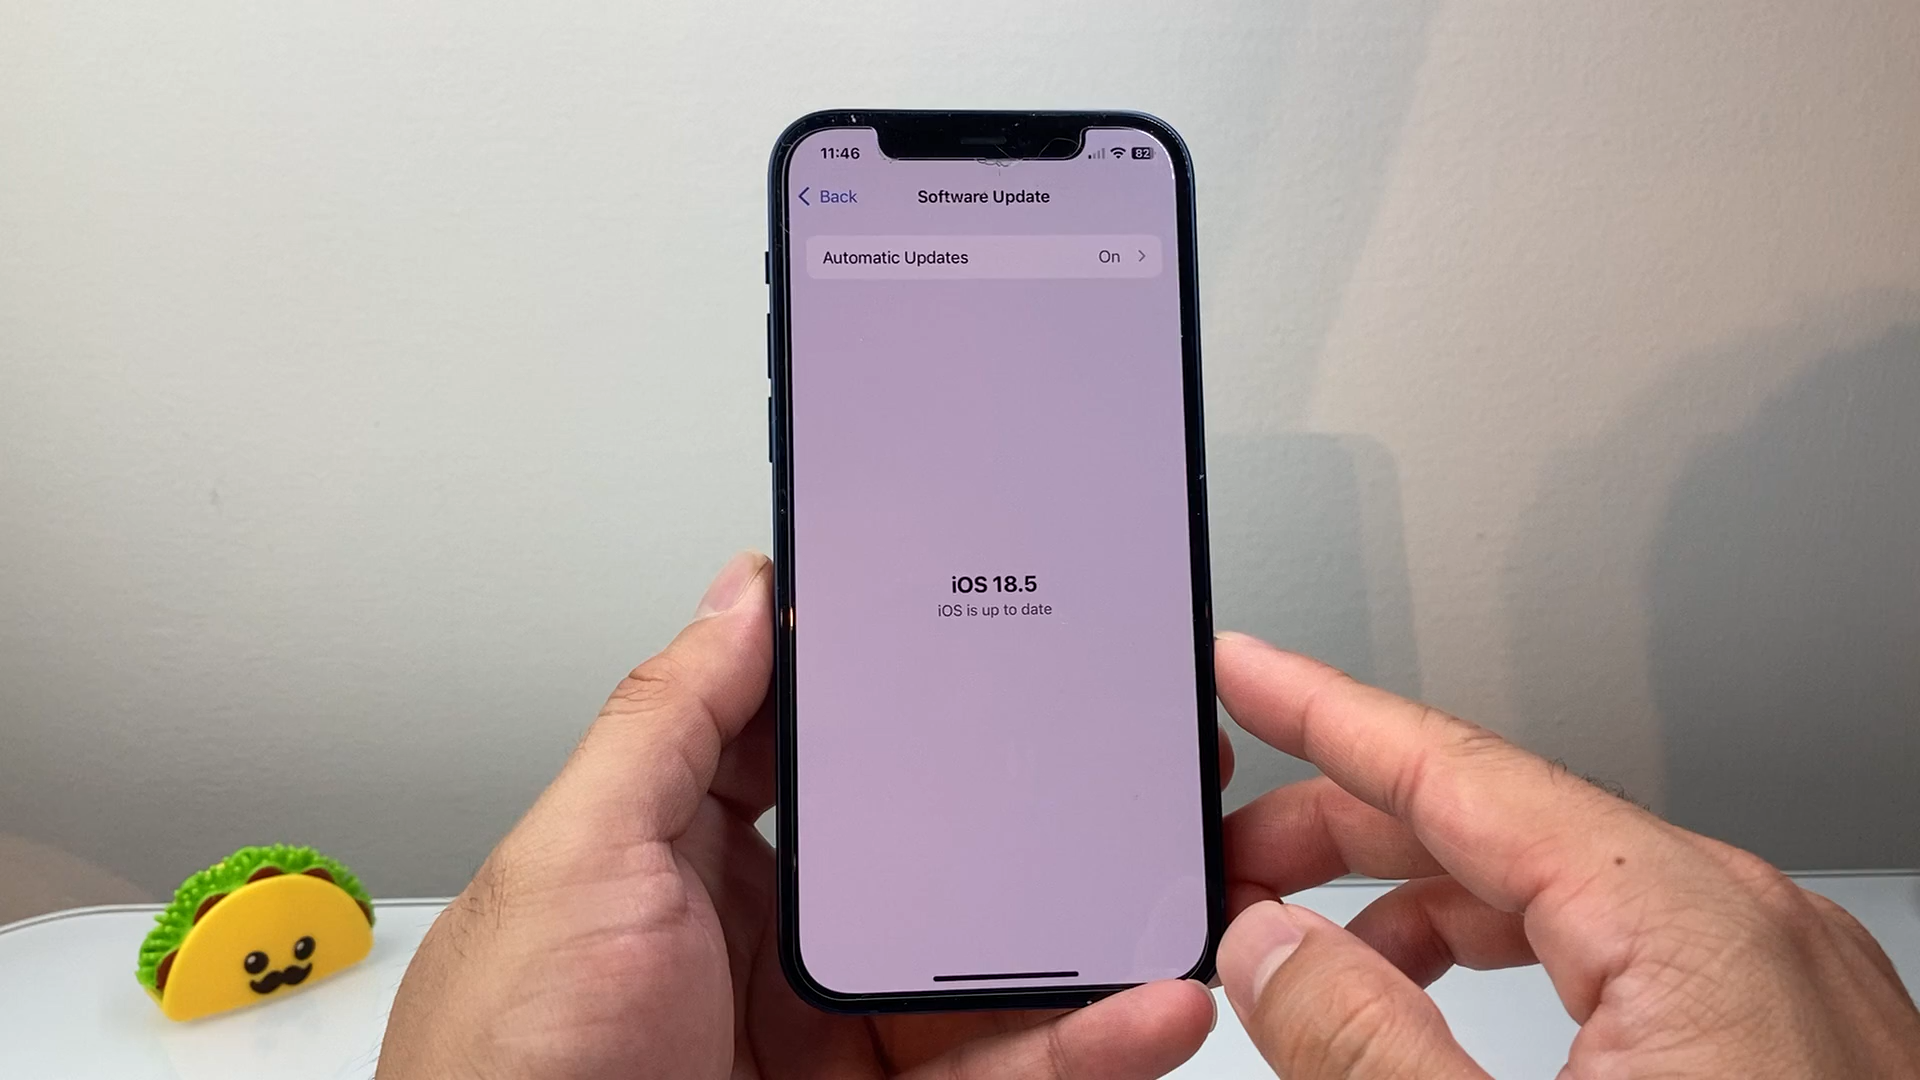 11:46
82
Back
Software Update
Automatic Updates On
iOS 18.5
iOS is up to date